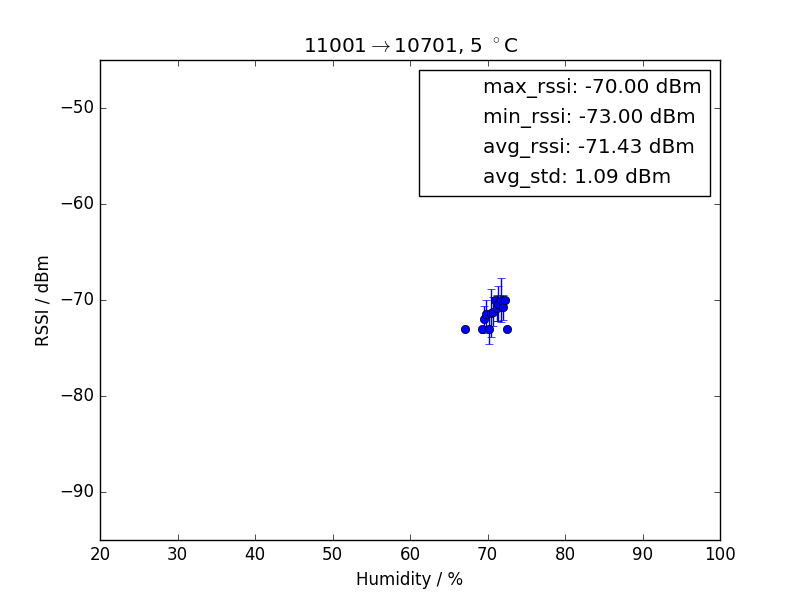 11001→10701, 5 °C
max_rssi: -70.00 dBm
min_rssi: -73.00 dBm
avg_rssi: -71.43 dBm
avg_std: 1.09 dBm
RSSI / dBm
−50
−60
−70
−80
−90
20 30 40 50 60 70 80 90 100
Humidity / %